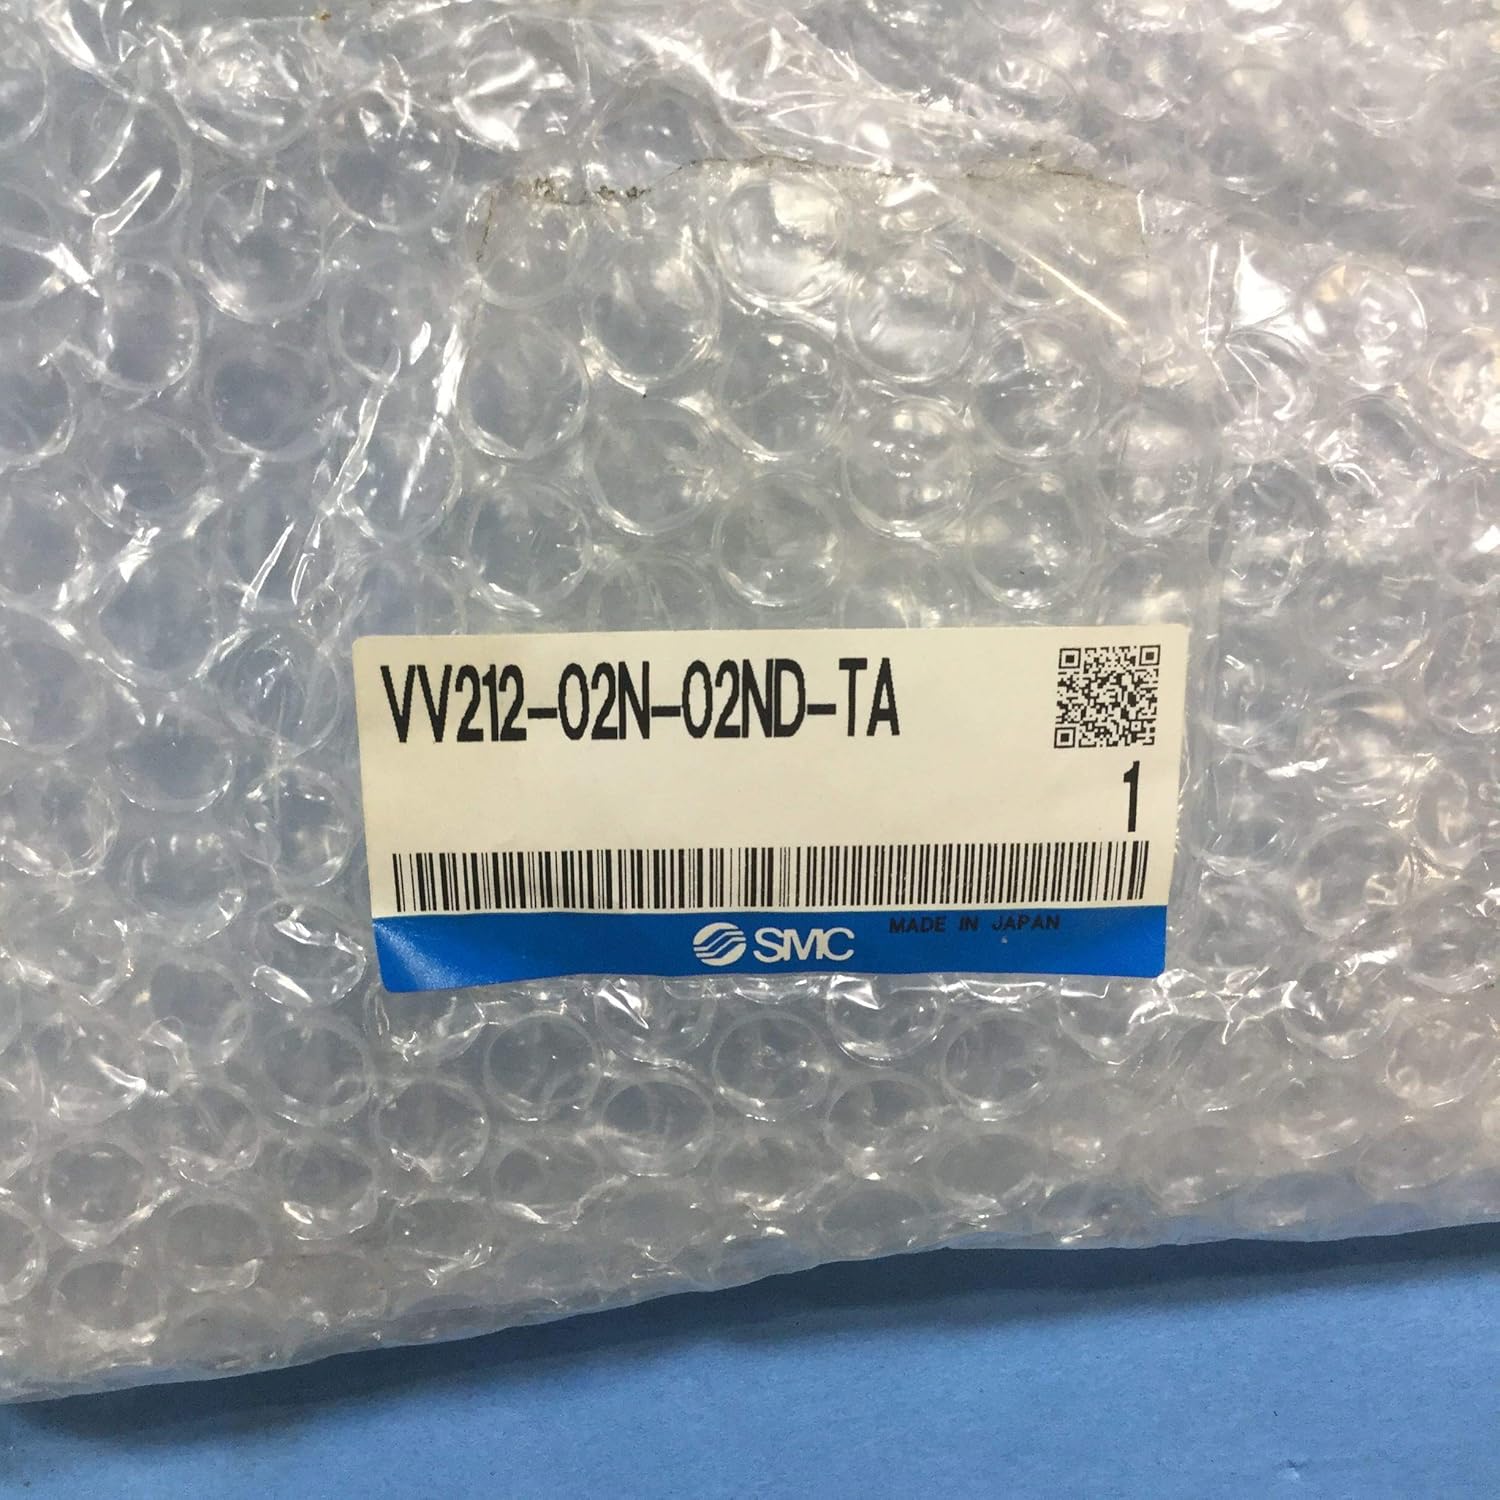 VV212-02N-02ND-TA
1
SMC
MADE IN JAPAN